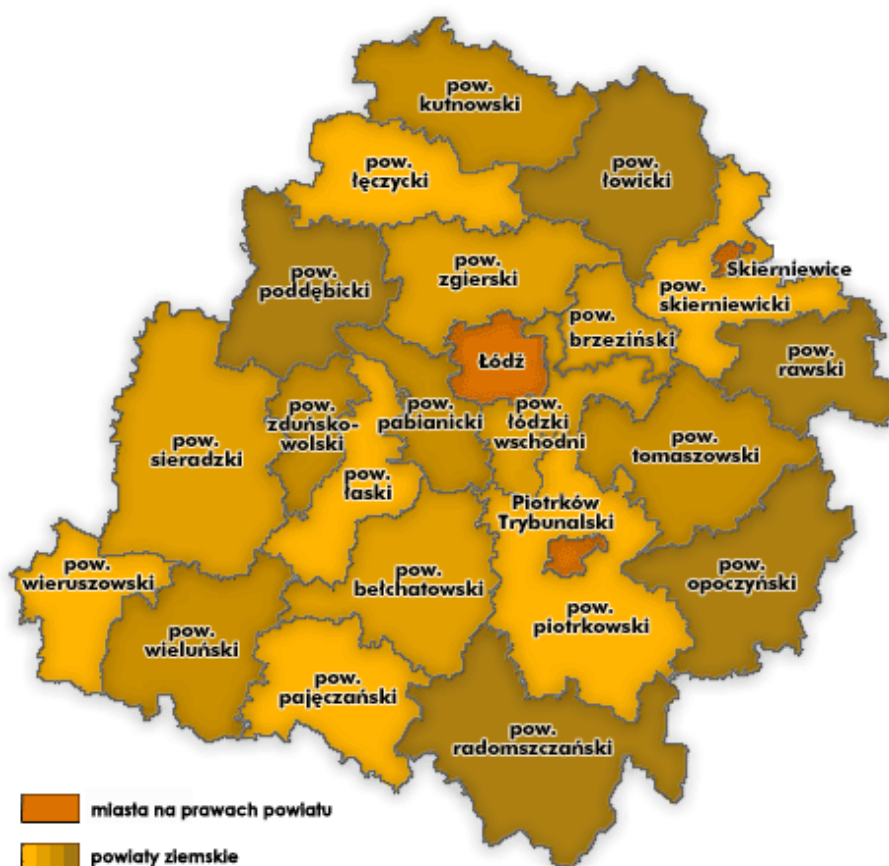 pow.
kutnowski
pow.
łęczycki
pow.
łowicki
pow.
poddębicki
pow.
zgierski
Skierniewice
pow.
skierniewicki
pow.
brzeziński
Łódź
pow.
rawski
pow.
sieradzki
pow.
zduńsko-
wolski
pow.
pabianicki
pow.
łódzki
wschodni
pow.
tomaszowski
pow.
łaski
Piotrków
Trybunalski
pow.
wieruszowski
pow.
bełchatowski
pow.
opoczyński
pow.
wieluński
pow.
piotrkowski
pow.
pajęczański
pow.
radomszczański
miasta na prawach powiatu
powiaty ziemskie